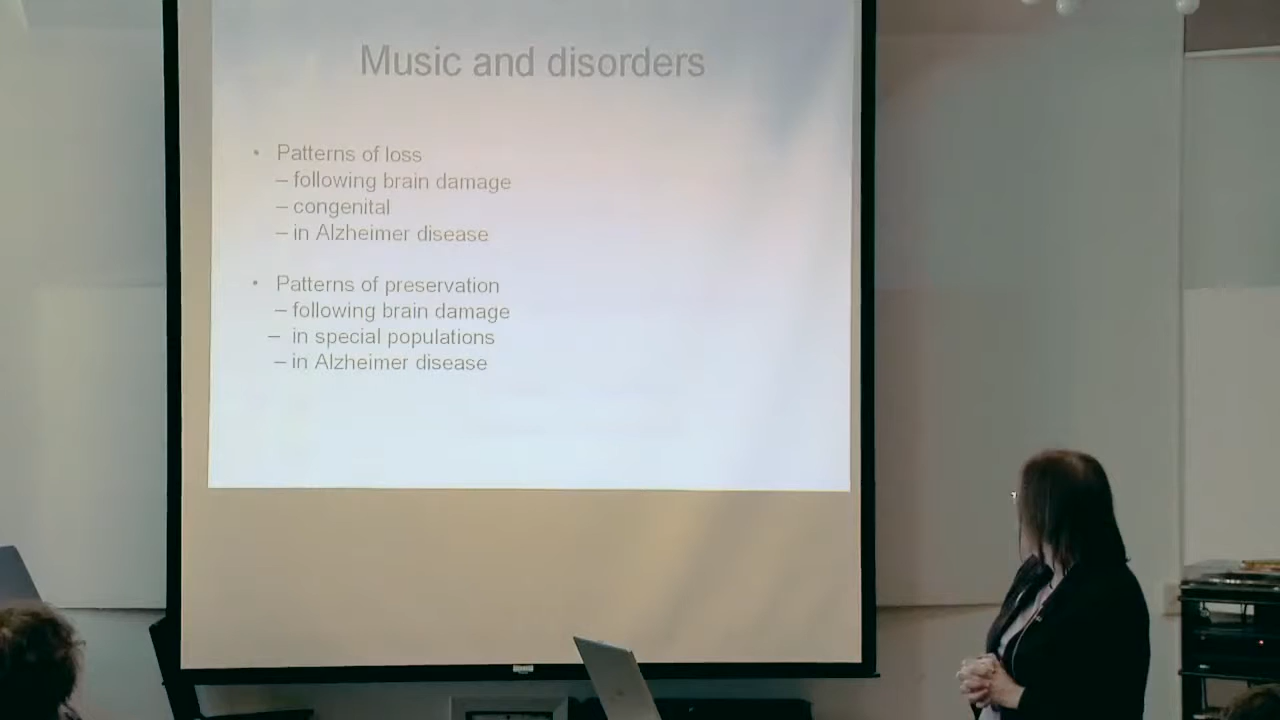 Music and disorders
• Patterns of loss
– following brain damage
– congenital
– in Alzheimer disease
• Patterns of preservation
– following brain damage
– in special populations
– in Alzheimer disease